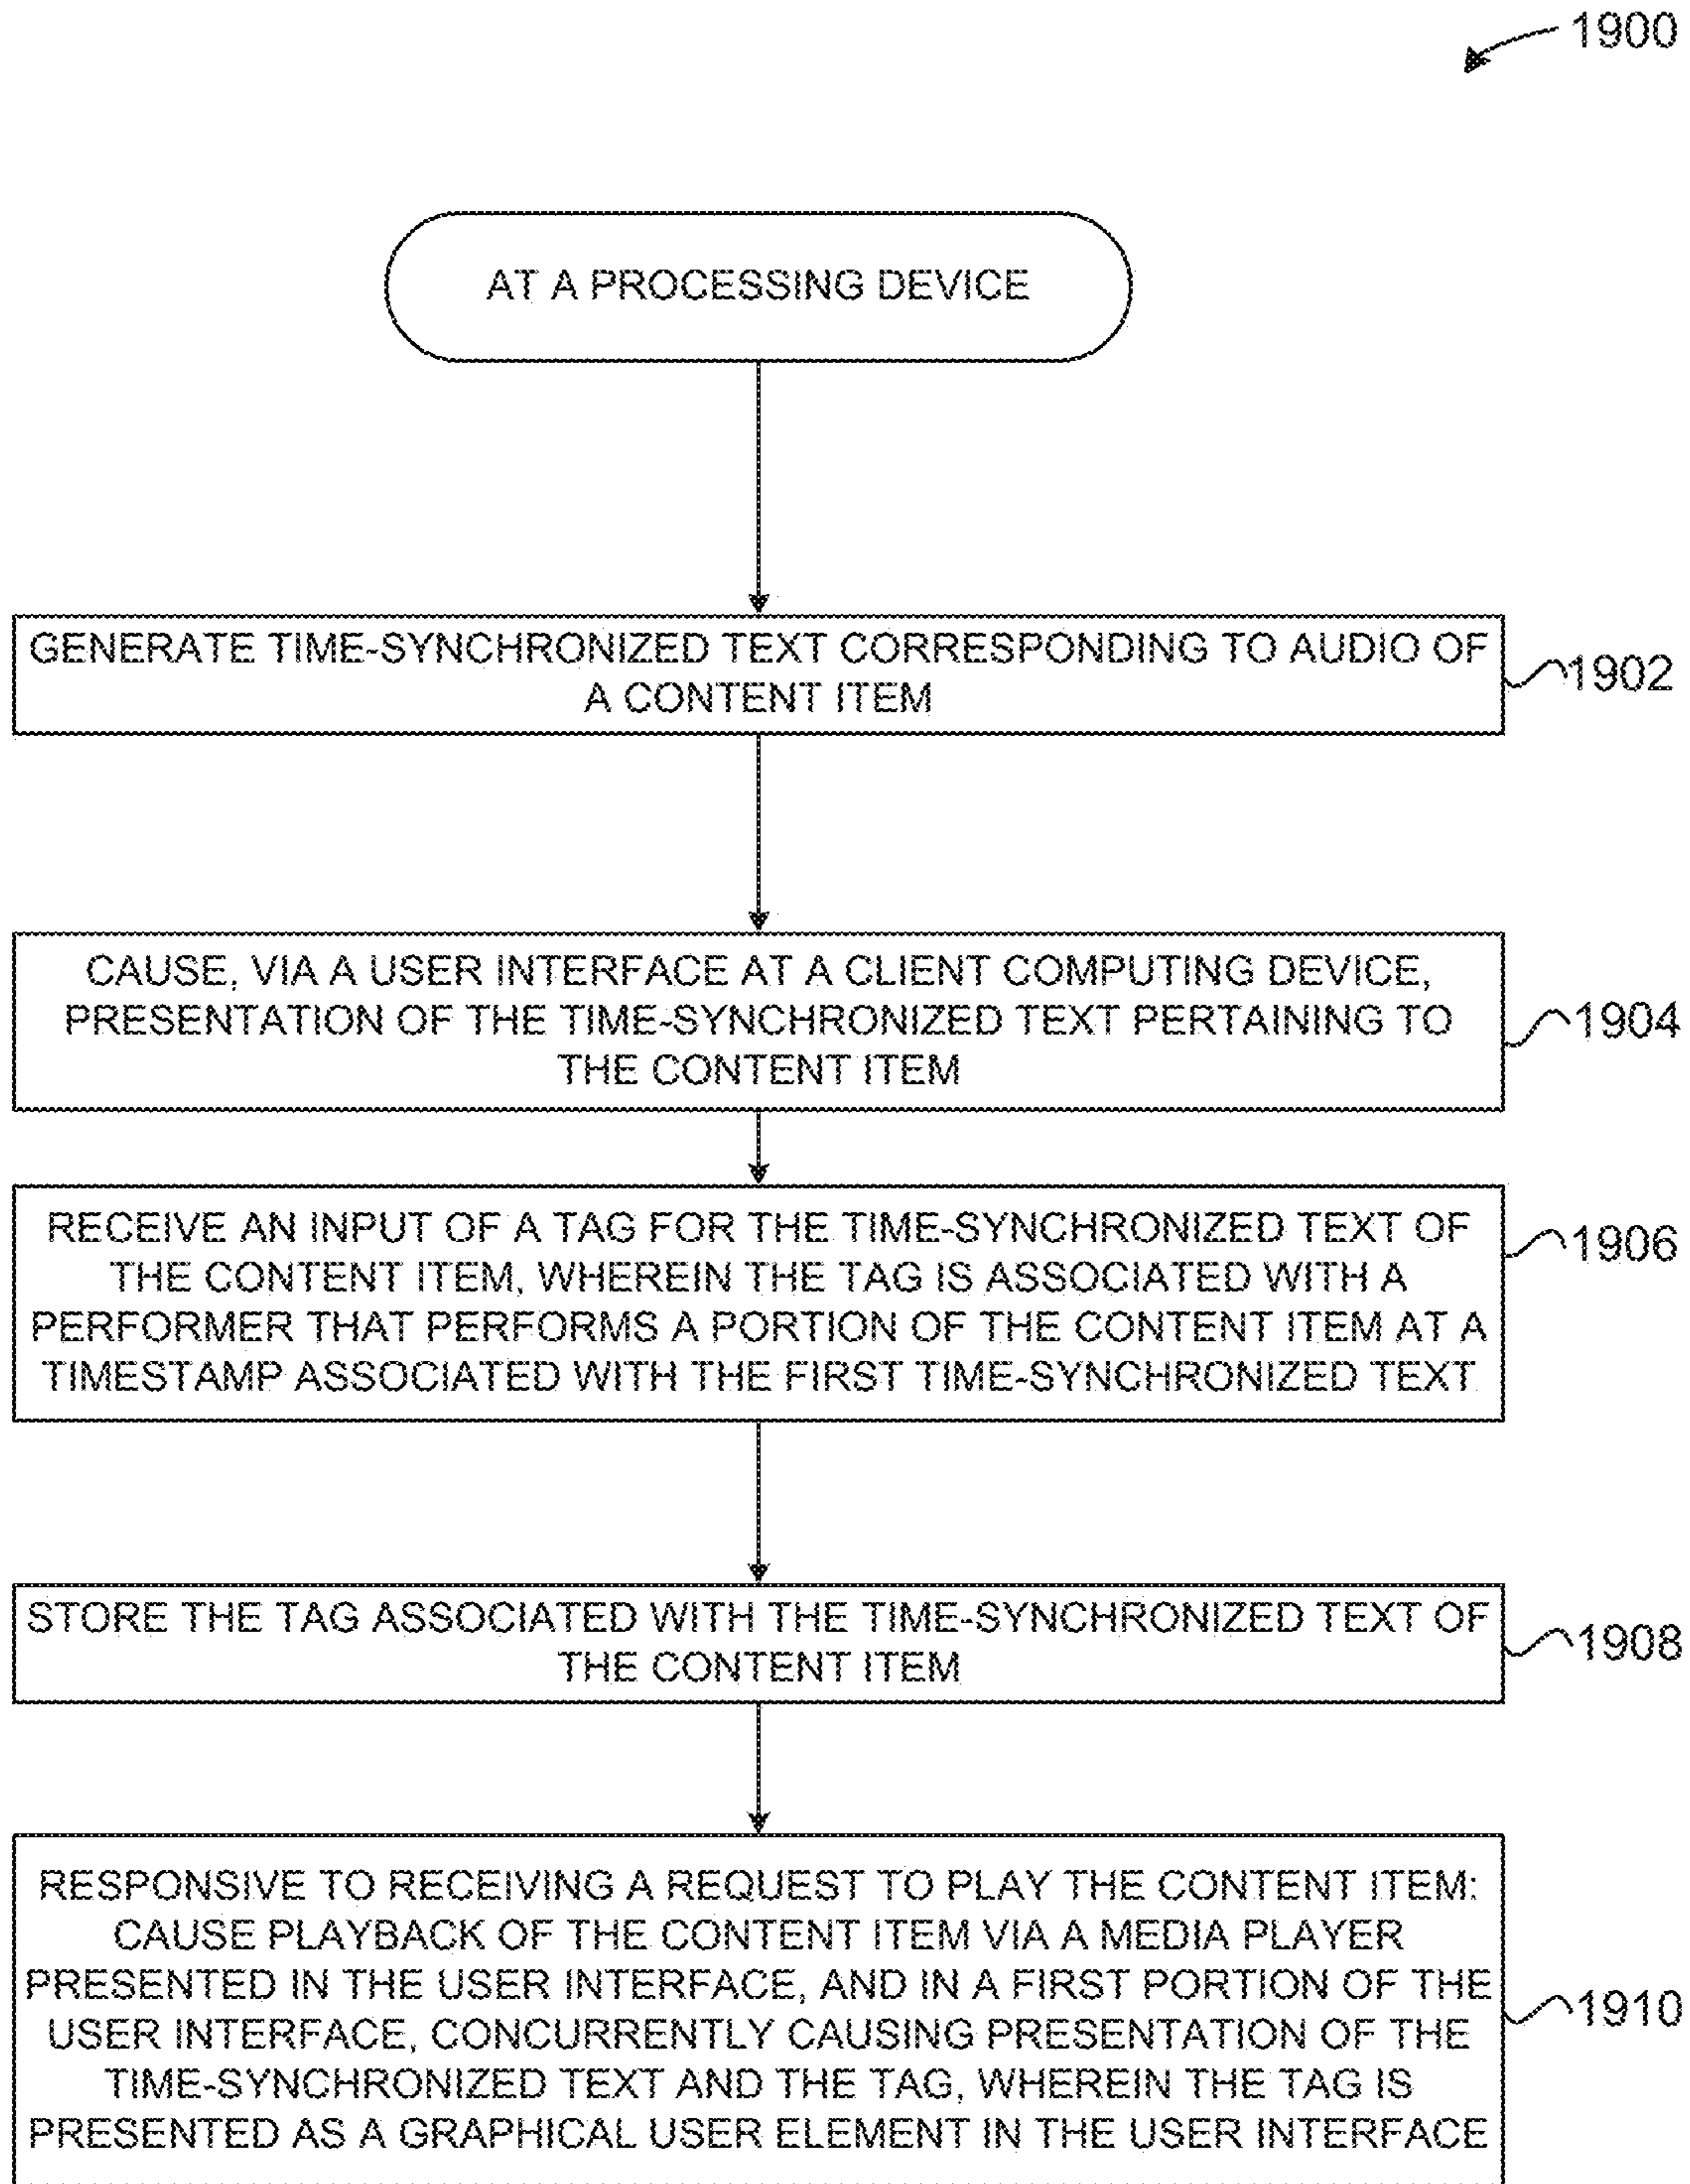 1900
AT A PROCESSING DEVICE
GENERATE TIME-SYNCHRONIZED TEXT CORRESPONDING TO AUDIO OF
A CONTENT ITEM
1902
CAUSE, VIA A USER INTERFACE AT A CLIENT COMPUTING DEVICE,
PRESENTATION OF THE TIME-SYNCHRONIZED TEXT PERTAINING TO
THE CONTENT ITEM
1904
RECEIVE AN INPUT OF A TAG FOR THE TIME-SYNCHRONIZED TEXT OF
THE CONTENT ITEM, WHEREIN THE TAG IS ASSOCIATED WITH A
PERFORMER THAT PERFORMS A PORTION OF THE CONTENT ITEM AT A
TIMESTAMP ASSOCIATED WITH THE FIRST TIME-SYNCHRONIZED TEXT
1906
STORE THE TAG ASSOCIATED WITH THE TIME-SYNCHRONIZED TEXT OF
THE CONTENT ITEM
1908
RESPONSIVE TO RECEIVING A REQUEST TO PLAY THE CONTENT ITEM:
CAUSE PLAYBACK OF THE CONTENT ITEM VIA A MEDIA PLAYER
PRESENTED IN THE USER INTERFACE, AND IN A FIRST PORTION OF THE
USER INTERFACE, CONCURRENTLY CAUSING PRESENTATION OF THE
TIME-SYNCHRONIZED TEXT AND THE TAG, WHEREIN THE TAG IS
PRESENTED AS A GRAPHICAL USER ELEMENT IN THE USER INTERFACE
1910